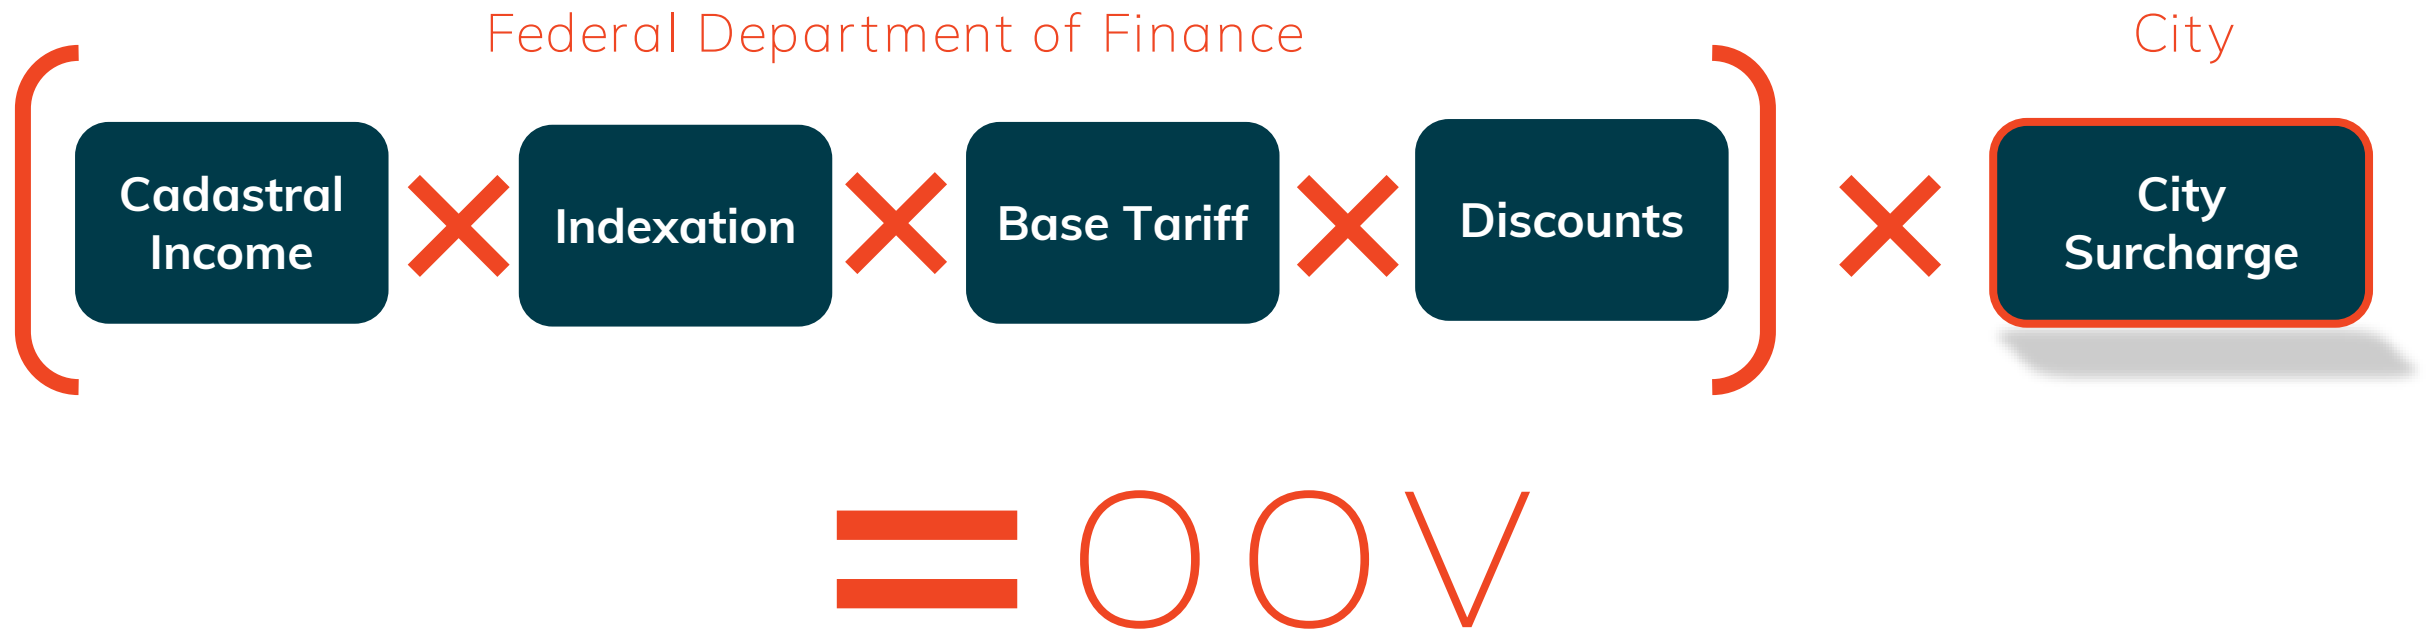 Federal Department of Finance
City
Cadastral
Income
Indexation
Base Tariff
Discounts
City
Surcharge
= OOV